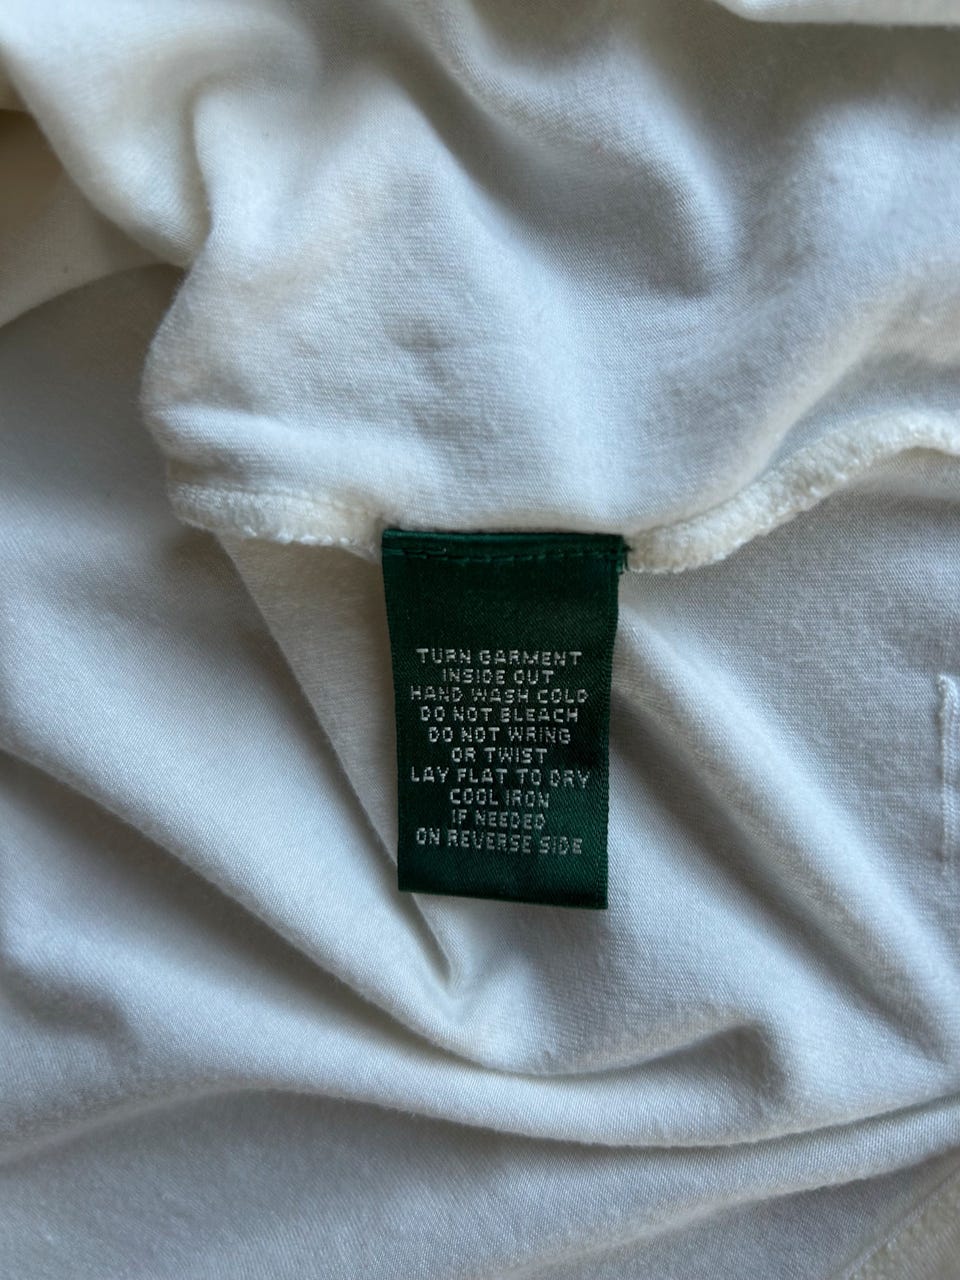 TURN GARMENT
INSIDE OUT
HAND WASH COLD
DO NOT BLEACH
DO NOT WRING
OR TWIST
LAY FLAT TO DRY
COOL IRON
IF NEEDED
ON REVERSE SIDE